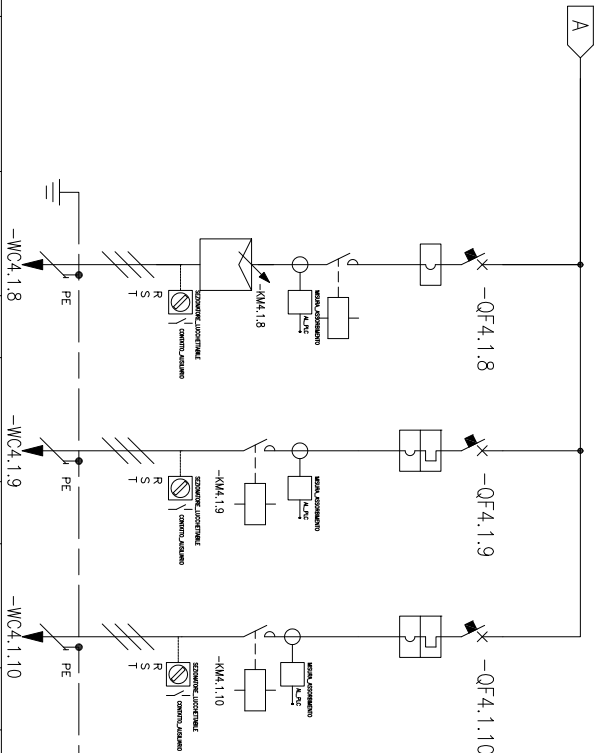 A
-QF4.1.8
-QF4.1.9
-QF4.1.10
MISURA_ASSORBIMENTO
AL_PLC
-KM4.1.8
SEZIONATORE_LUCCHETTABILE
CONTATTO_AUSILIARIO
R
S
T
PE
-WC4.1.8
MISURA_ASSORBIMENTO
AL_PLC
-KM4.1.9
SEZIONATORE_LUCCHETTABILE
CONTATTO_AUSILIARIO
R
S
T
PE
-WC4.1.9
MISURA_ASSORBIMENTO
AL_PLC
-KM4.1.10
SEZIONATORE_LUCCHETTABILE
CONTATTO_AUSILIARIO
R
S
T
PE
-WC4.1.10